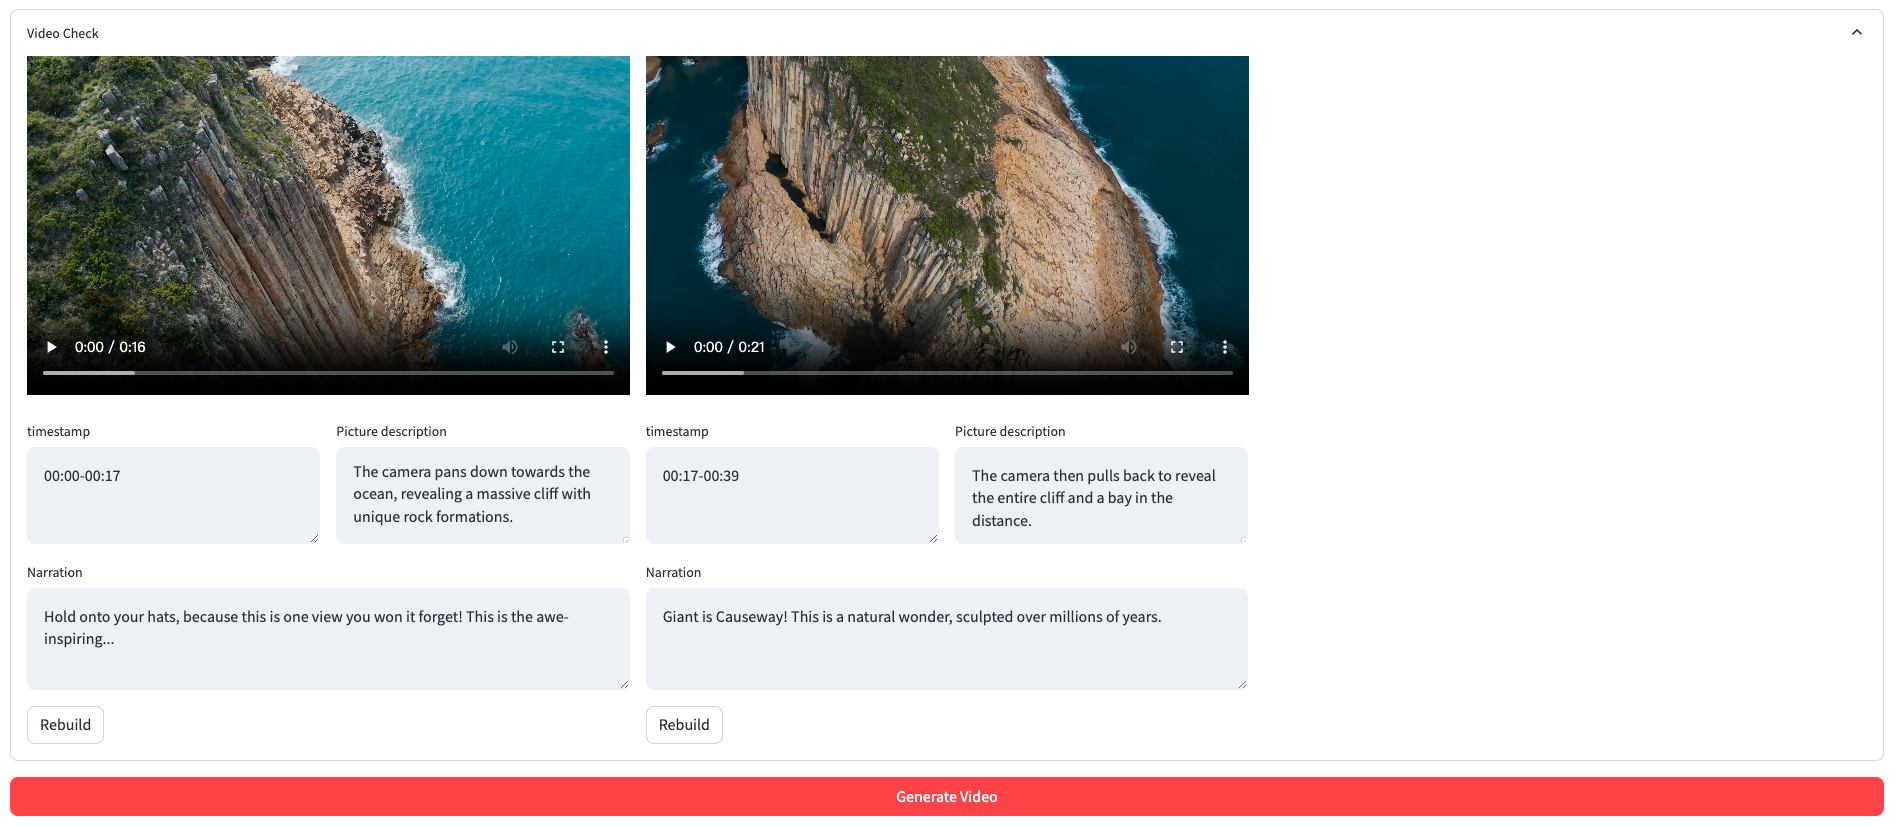 Video Check
0:00 / 0:16
0:00 / 0:21
timestamp
Picture description
timestamp
Picture description
00:00-00:17
The camera pans down towards the
ocean, revealing a massive cliff with
unique rock formations.
00:17-00:39
The camera then pulls back to reveal
the entire cliff and a bay in the
distance.
Narration
Narration
Hold onto your hats, because this is one view you won it forget! This is the awe-
inspiring...
Giant is Causeway! This is a natural wonder, sculpted over millions of years.
Rebuild
Rebuild
Generate Video